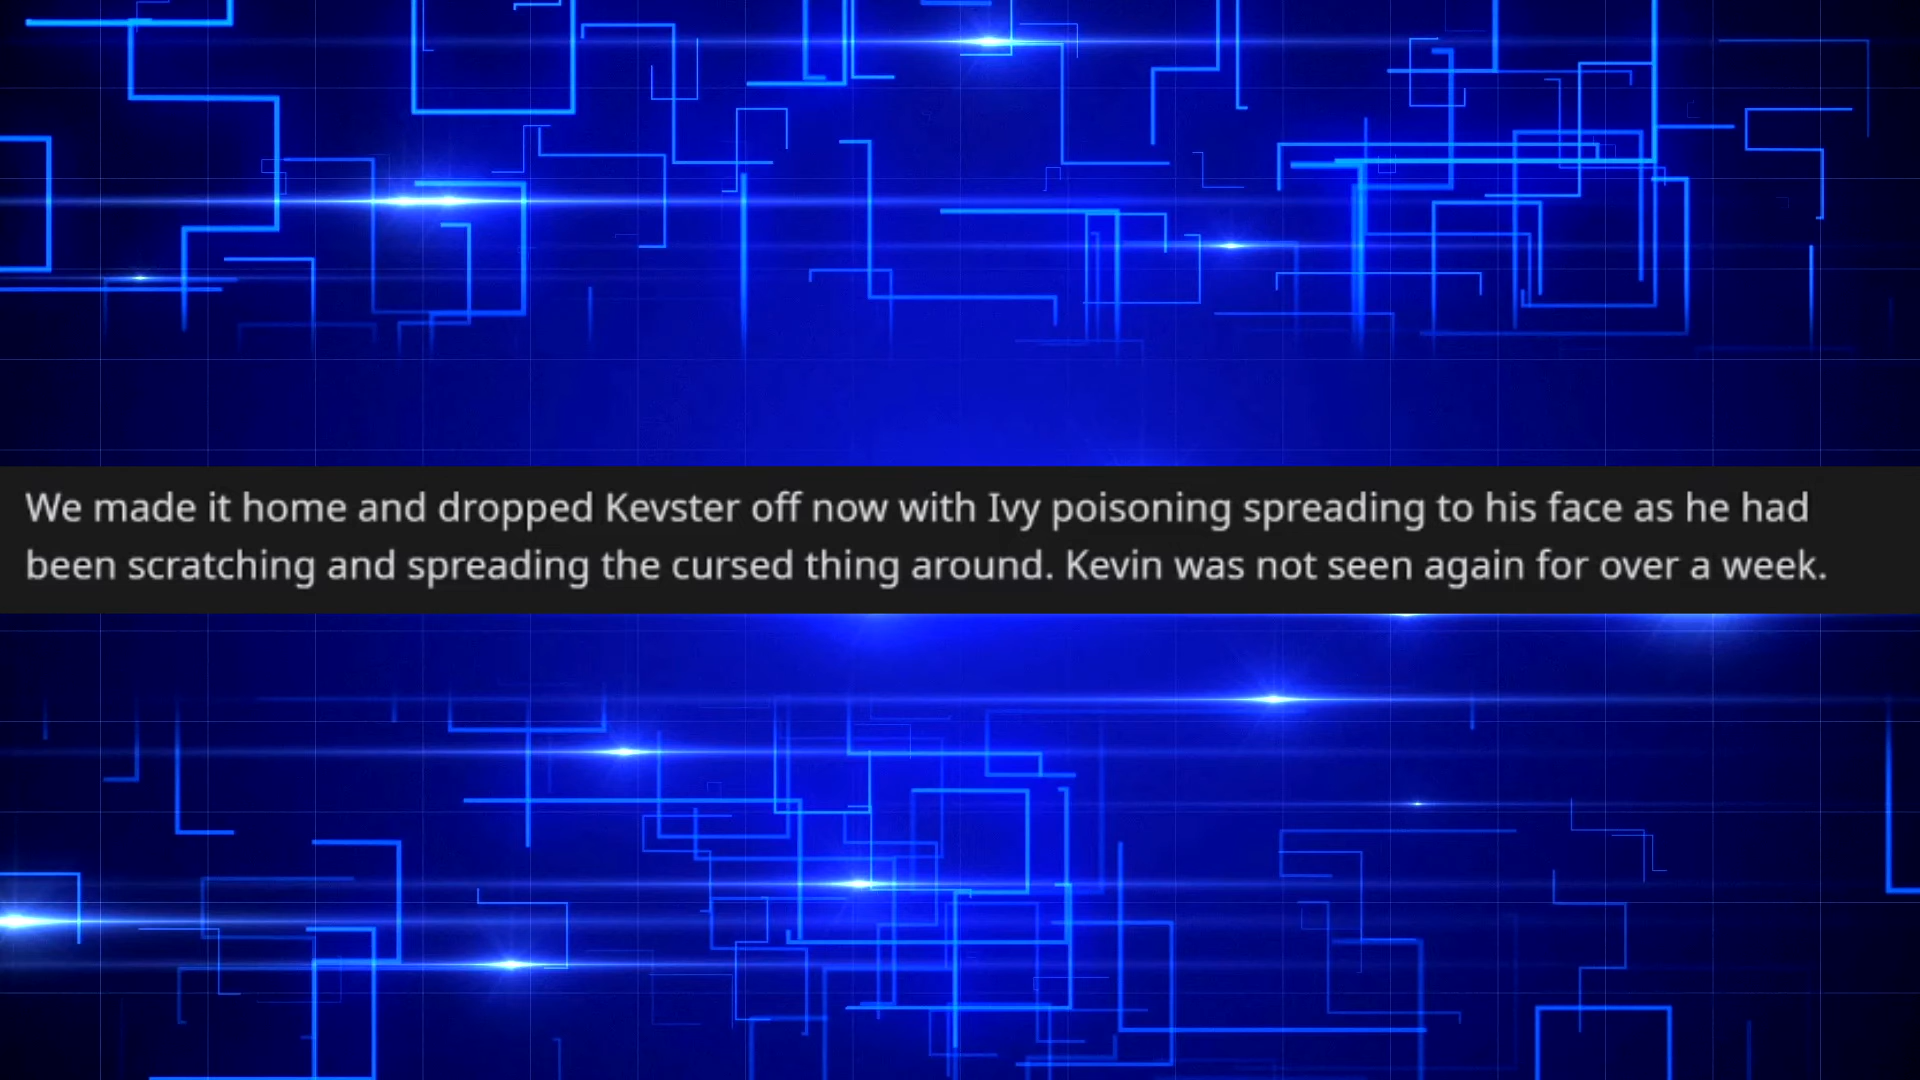 We made it home and dropped Kevster off now with Ivy poisoning spreading to his face as he had
been scratching and spreading the cursed thing around. Kevin was not seen again for over a week.